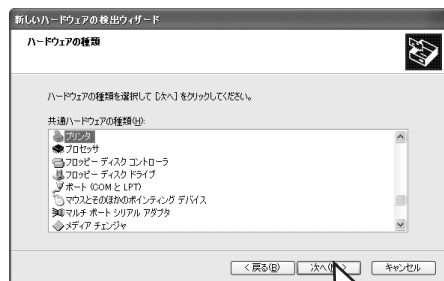 新しいハードウェアの検出ウィザード
ハードウェアの種類
ハードウェアの種類を選択して [次へ] をクリックしてください。
共通ハードウェアの種類(H):
プリンタ
プロセッサ
フロッピー ディスク コントローラ
フロッピー ディスク ドライブ
ポート (COM と LPT)
マウスとそのほかのポインティング デバイス
マルチ ポート シリアル アダプタ
メディア チェンジャ
< 戻る(B)
次へ(N) >
キャンセル